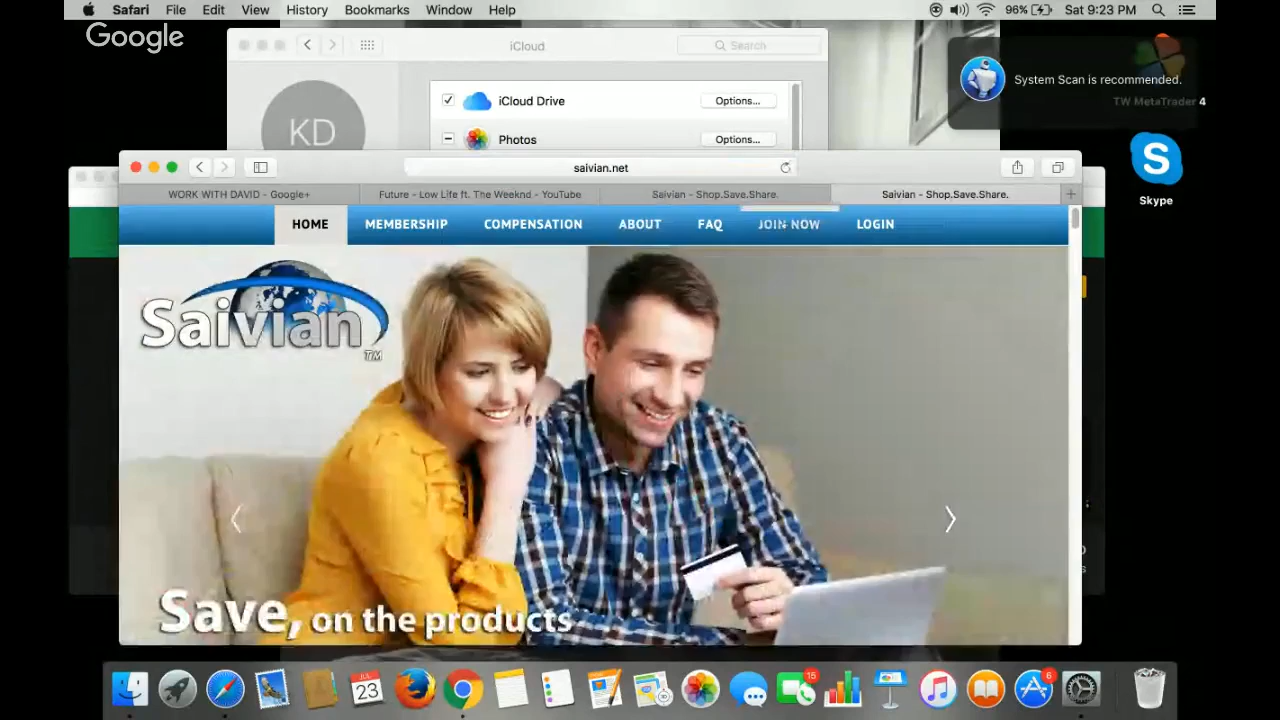 Safari File Edit View History Bookmarks Window Help 96% Sat 9:23 PM
Google
iCloud
Search
System Scan is recommended.
TW MetaTrader 4
KD
iCloud Drive Options...
Photos Options...
saivian.net
WORK WITH DAVID - Google+ Future - Low Life ft. The Weeknd - YouTube Saivian - Shop.Save.Share. Saivian - Shop.Save.Share.
HOME MEMBERSHIP COMPENSATION ABOUT FAQ JOIN NOW LOGIN
Skype
Saivian
TM
Save, on the products
JUL
23
15
6